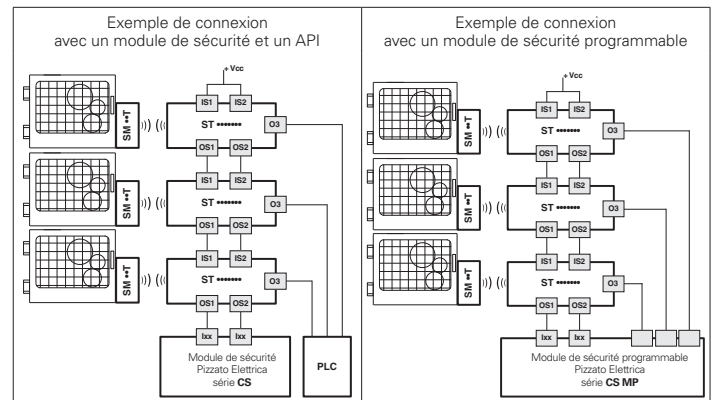 Exemple de connexion
avec un module de sécurité et un API
+ Vcc
IS1 IS2
SM ••T
ST •••••••
O3
OS1 OS2
IS1 IS2
SM ••T
ST •••••••
O3
OS1 OS2
IS1 IS2
SM ••T
ST •••••••
O3
OS1 OS2
Ixx Ixx
Module de sécurité
Pizzato Elettrica
série CS
PLC
Exemple de connexion
avec un module de sécurité programmable
+ Vcc
IS1 IS2
SM ••T
ST •••••••
O3
OS1 OS2
IS1 IS2
SM ••T
ST •••••••
O3
OS1 OS2
IS1 IS2
SM ••T
ST •••••••
O3
OS1 OS2
Ixx Ixx
Module de sécurité programmable
Pizzato Elettrica
série CS MP